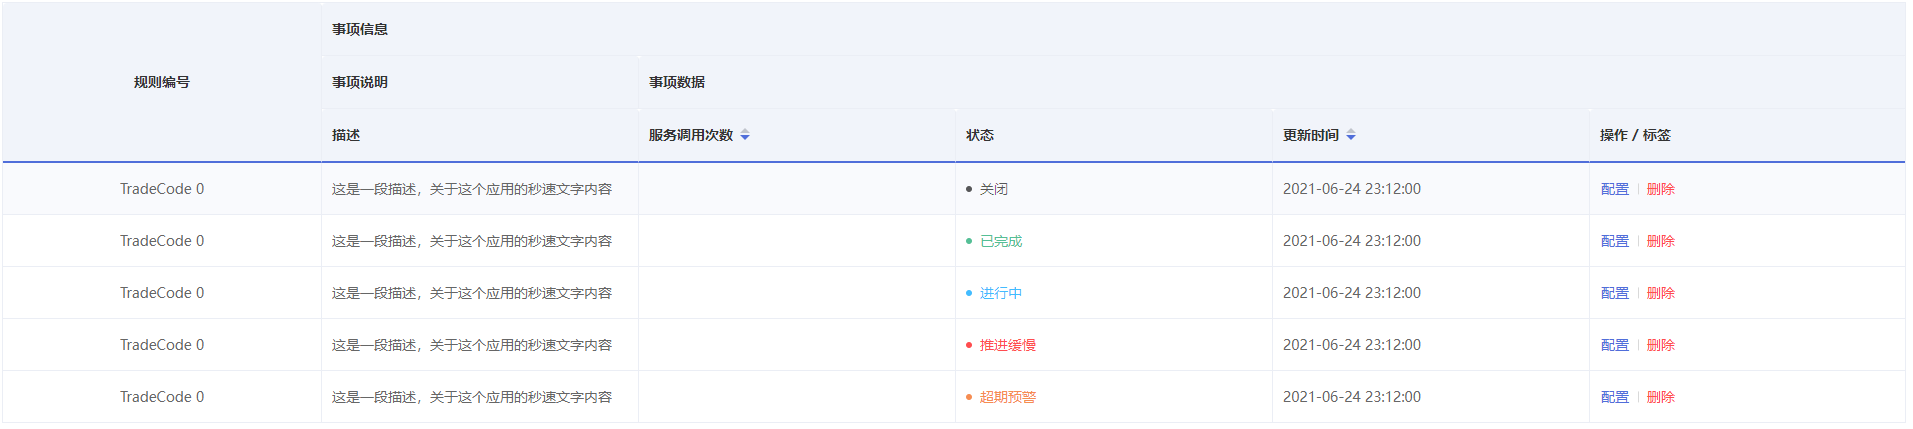 事项信息
规则编号 事项说明 事项数据
描述 服务调用次数 状态 更新时间 操作 / 标签
TradeCode 0 这是一段描述，关于这个应用的秒速文字内容 关闭 2021-06-24 23:12:00 配置 删除
TradeCode 0 这是一段描述，关于这个应用的秒速文字内容 已完成 2021-06-24 23:12:00 配置 删除
TradeCode 0 这是一段描述，关于这个应用的秒速文字内容 进行中 2021-06-24 23:12:00 配置 删除
TradeCode 0 这是一段描述，关于这个应用的秒速文字内容 推进缓慢 2021-06-24 23:12:00 配置 删除
TradeCode 0 这是一段描述，关于这个应用的秒速文字内容 超期预警 2021-06-24 23:12:00 配置 删除